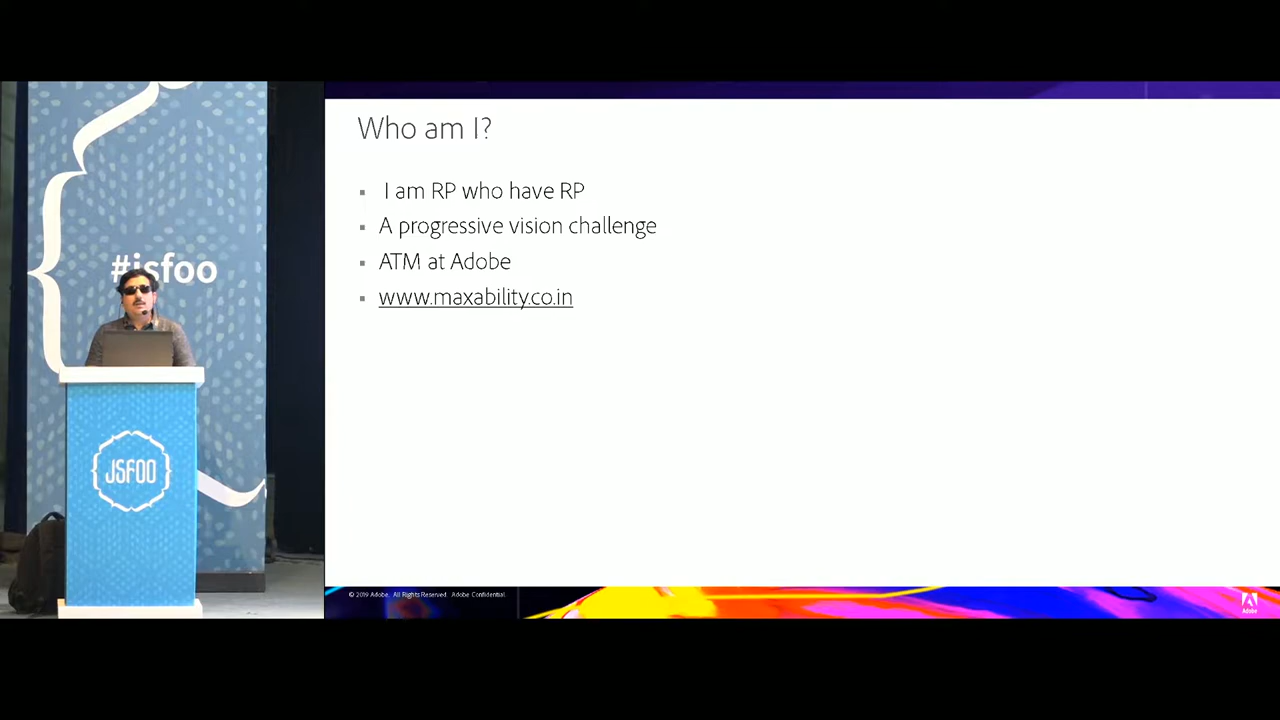 #jsfoo
JSFOO
Who am I?
I am RP who have RP
A progressive vision challenge
ATM at Adobe
www.maxability.co.in
© 2019 Adobe. All Rights Reserved. Adobe Confidential.
Adobe